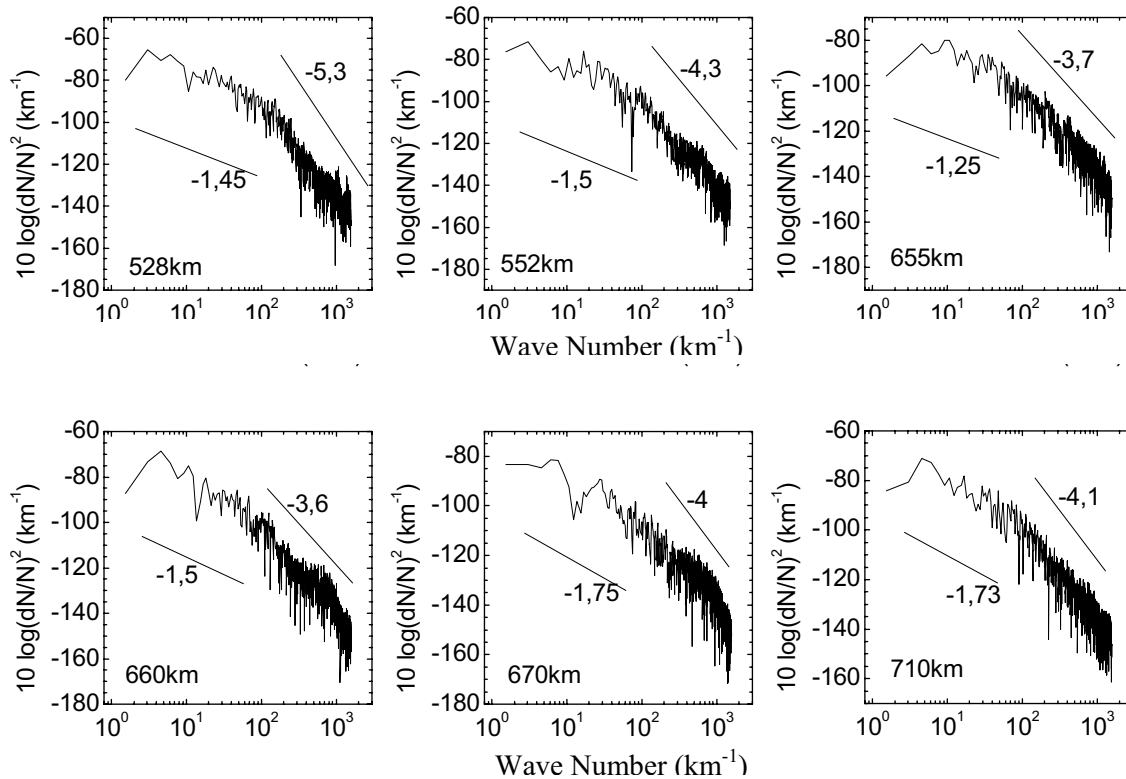 -60 -60
-80 -80 -80
-5,3 -4,3 -3,7
-100 -100 -100
-120 -120 -120
-1,45 -1,5 -1,25
-140 -140 -140
-160 -160 -160
528km 552km 655km
-180 -180 -180
10 log(dN/N)² (km⁻¹) 10 log(dN/N)² (km⁻¹) 10 log(dN/N)² (km⁻¹)
10⁰ 10¹ 10² 10³ 10⁰ 10¹ 10² 10³ 10⁰ 10¹ 10² 10³
Wave Number (km⁻¹)
-60 -60 -60
-80 -80 -80
-3,6 -4 -4,1
-100 -100 -100
-120 -120 -120
-1,5 -1,75 -1,73
-140 -140 -140
-160 -160 -160
660km 670km 710km
-180 -180
10 log(dN/N)² (km⁻¹) 10 log(dN/N)² (km⁻¹) 10 log(dN/N)² (km⁻¹)
10⁰ 10¹ 10² 10³ 10⁰ 10¹ 10² 10³ 10⁰ 10¹ 10² 10³
Wave Number (km⁻¹)